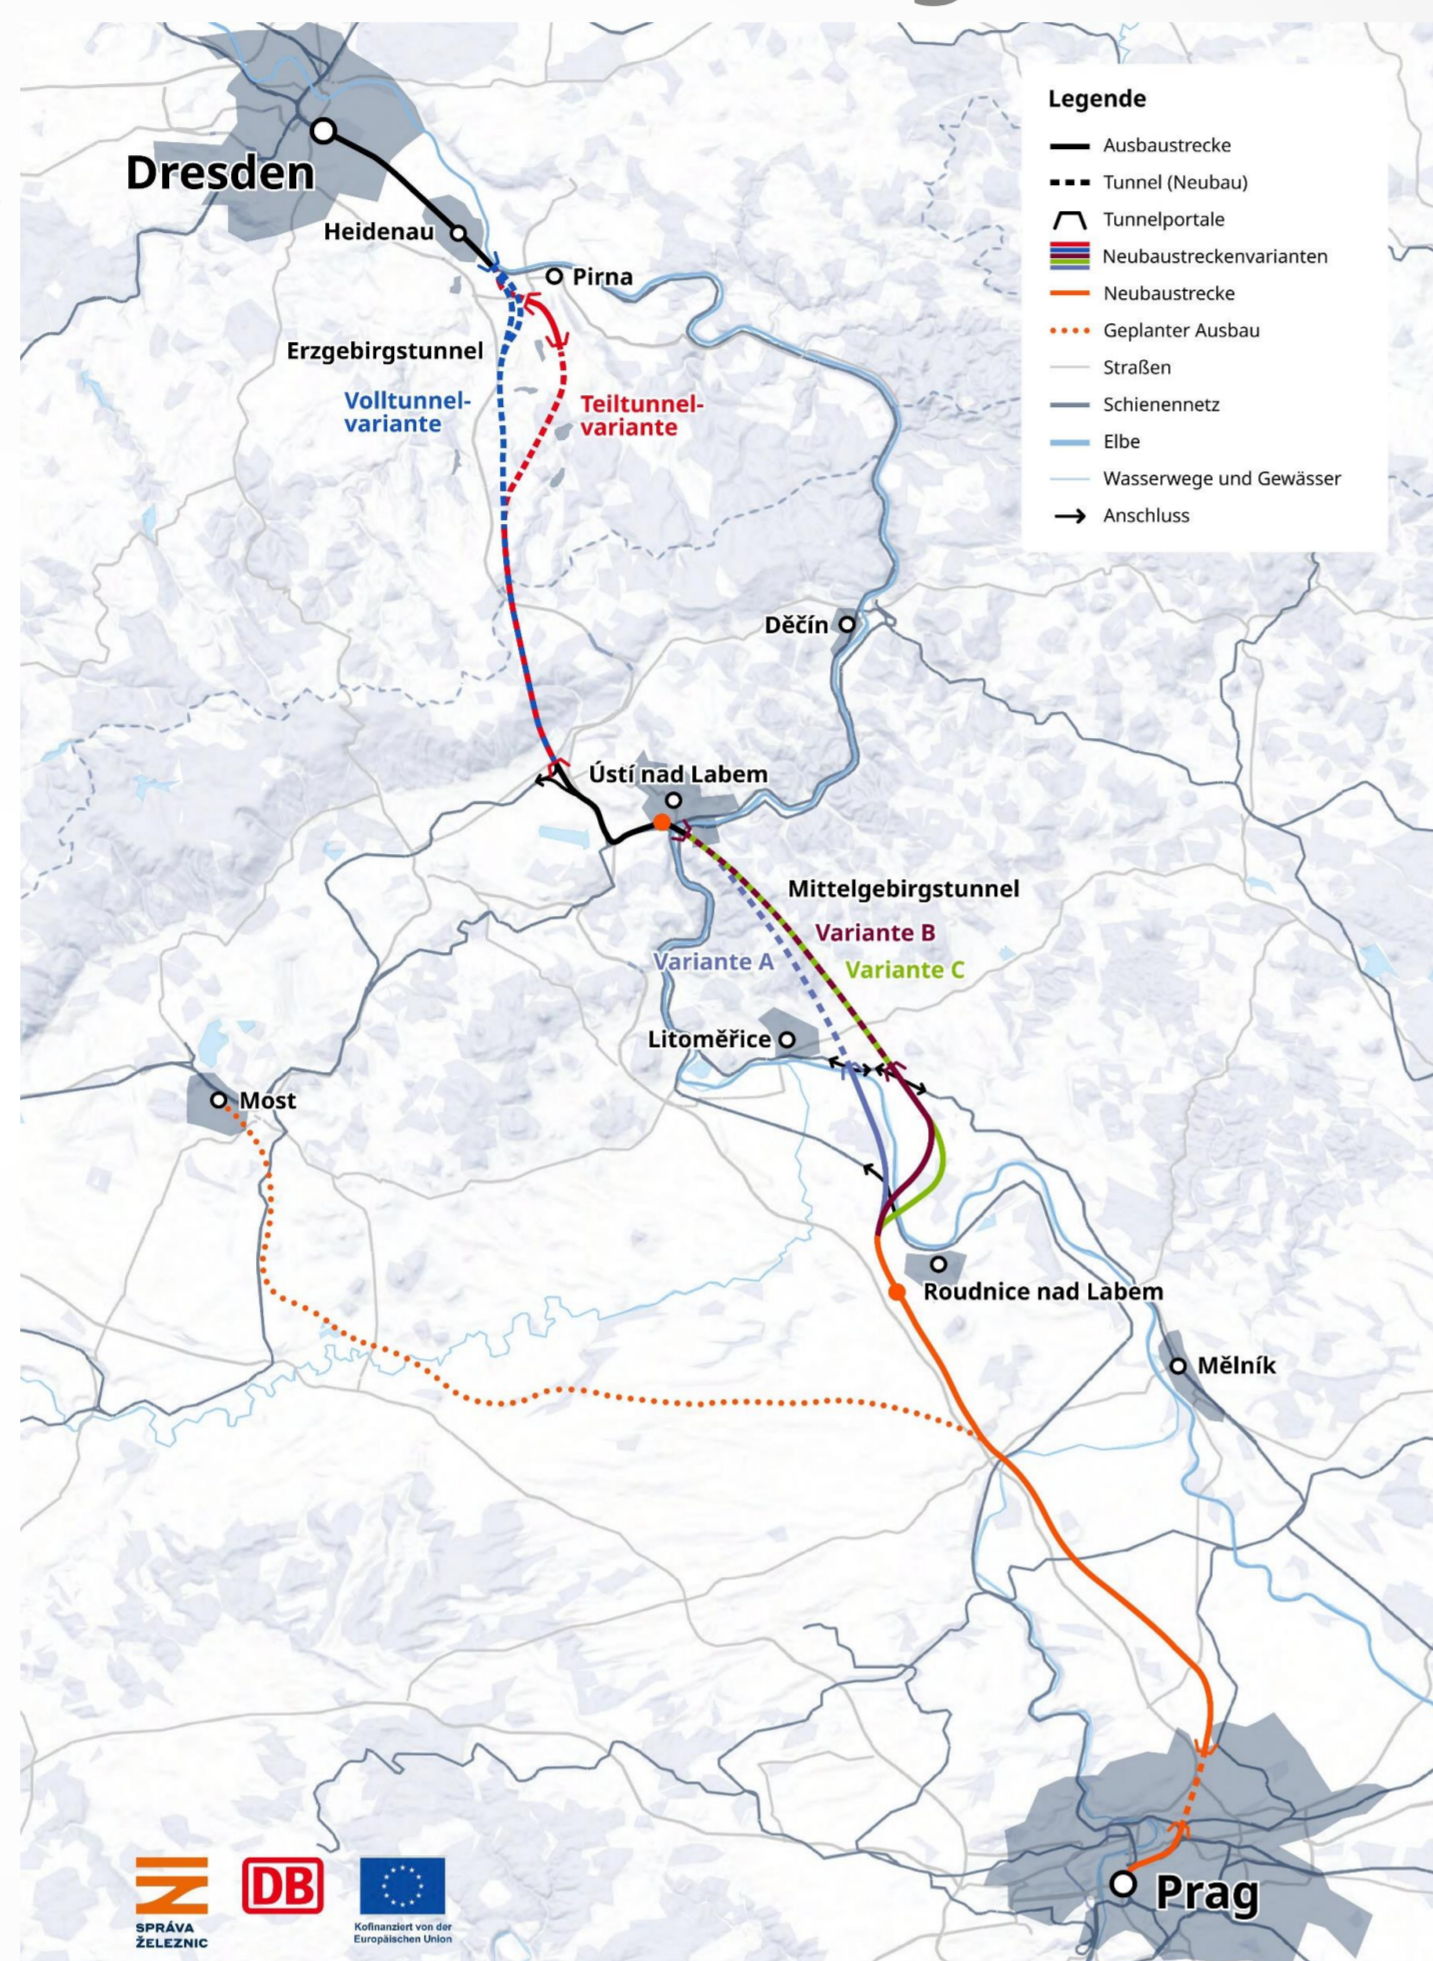 Legende
Ausbaustrecke
Tunnel (Neubau)
Tunnelportale
Neubaustreckenvarianten
Neubaustrecke
Geplanter Ausbau
Straßen
Schienennetz
Elbe
Wasserwege und Gewässer
Anschluss
Dresden
Heidenau
Pirna
Erzgebirgstunnel
Volltunnel-
variante
Teiltunnel-
variante
Děčín
Ústí nad Labem
Mittelgebirgstunnel
Variante B
Variante A
Variante C
Litoměřice
Most
Roudnice nad Labem
Mělník
Prag
SPRÁVA
ŽELEZNIC
DB
Kofinanziert von der
Europäischen Union